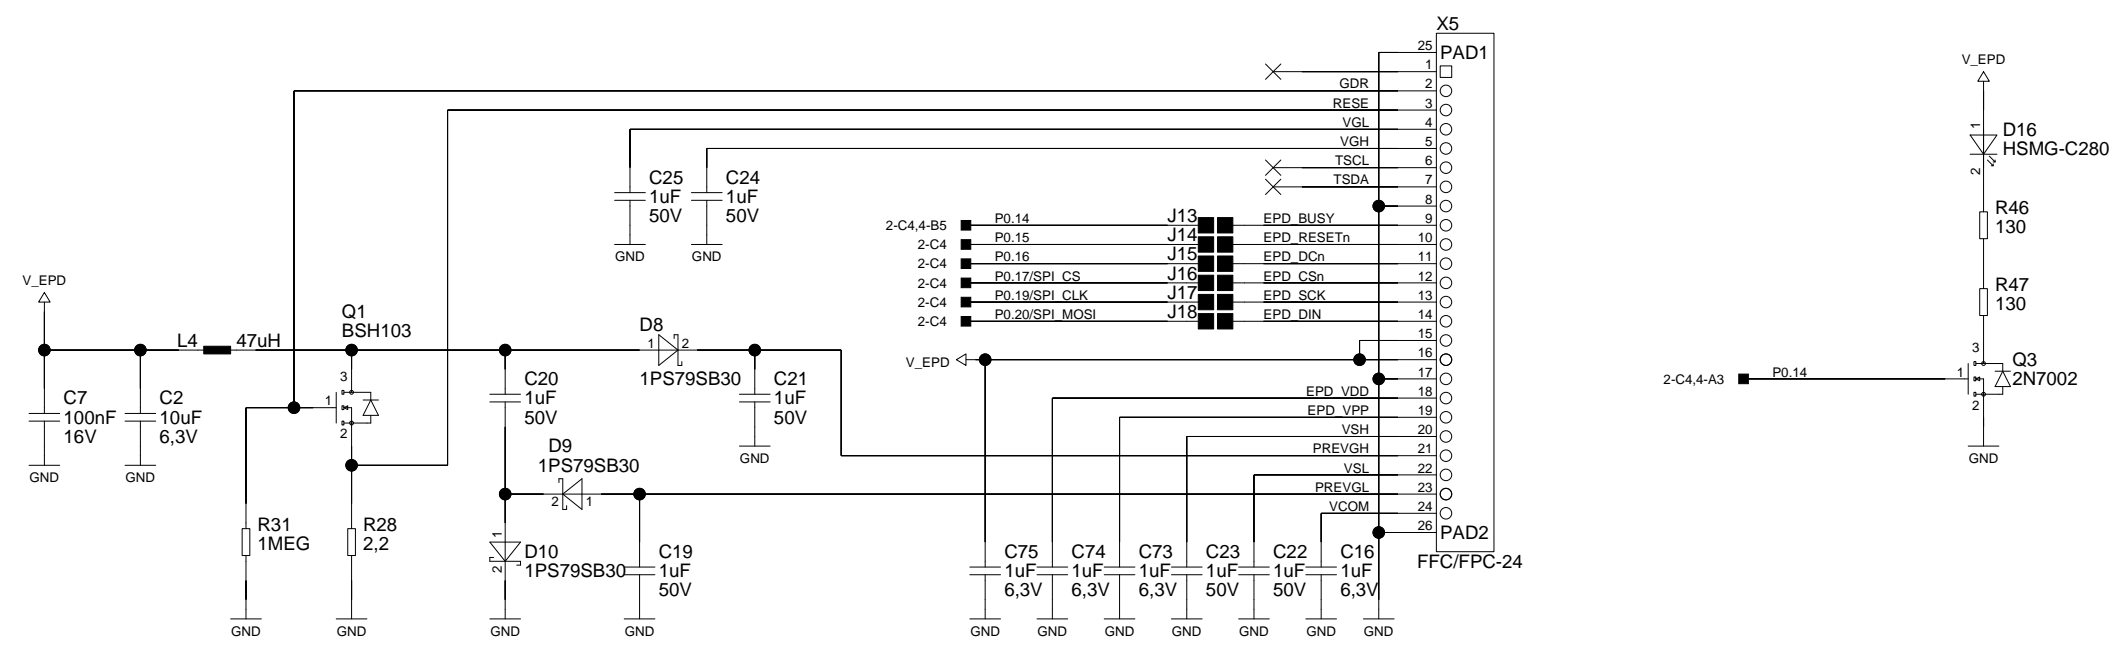 X5
25 PAD1
1
GDR 2
RESE 3
VGL 4
VGH 5
TSCL 6
TSDA 7
8
2-C4,4-B5 P0.14 J13 EPD_BUSY 9
2-C4 P0.15 J14 EPD_RESETn 10
2-C4 P0.16 J15 EPD_DCn 11
2-C4 P0.17/SPI_CS J16 EPD_CSn 12
2-C4 P0.19/SPI_CLK J17 EPD_SCK 13
2-C4 P0.20/SPI_MOSI J18 EPD_DIN 14
15
V_EPD 16
17
EPD_VDD 18
EPD_VPP 19
VSH 20
PREVGH 21
VSL 22
PREVGL 23
VCOM 24
26 PAD2
FFC/FPC-24
C25
1uF
50V
GND
C24
1uF
50V
GND
V_EPD
C7
100nF
16V
GND
C2
10uF
6,3V
GND
L4 47uH
Q1
BSH103
3
1
2
R31
1MEG
GND
R28
2,2
GND
C20
1uF
50V
D8
1 2
1PS79SB30
C21
1uF
50V
GND
D9
1PS79SB30
2 1
1
D10
2 1PS79SB30
GND
C19
1uF
50V
GND
C75
1uF
6,3V
GND
C74
1uF
6,3V
GND
C73
1uF
6,3V
GND
C23
1uF
50V
GND
C22
1uF
50V
GND
C16
1uF
6,3V
GND
GND
V_EPD
1
D16
HSMG-C280
2
R46
130
R47
130
3
Q3
2N7002
2-C4,4-A3 P0.14 1
2
GND